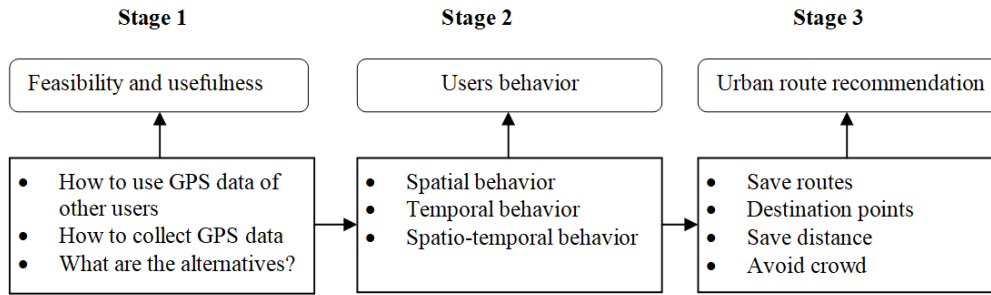 Stage 1
Stage 2
Stage 3
Feasibility and usefulness
Users behavior
Urban route recommendation
• How to use GPS data of
other users
• How to collect GPS data
• What are the alternatives?
• Spatial behavior
• Temporal behavior
• Spatio-temporal behavior
• Save routes
• Destination points
• Save distance
• Avoid crowd